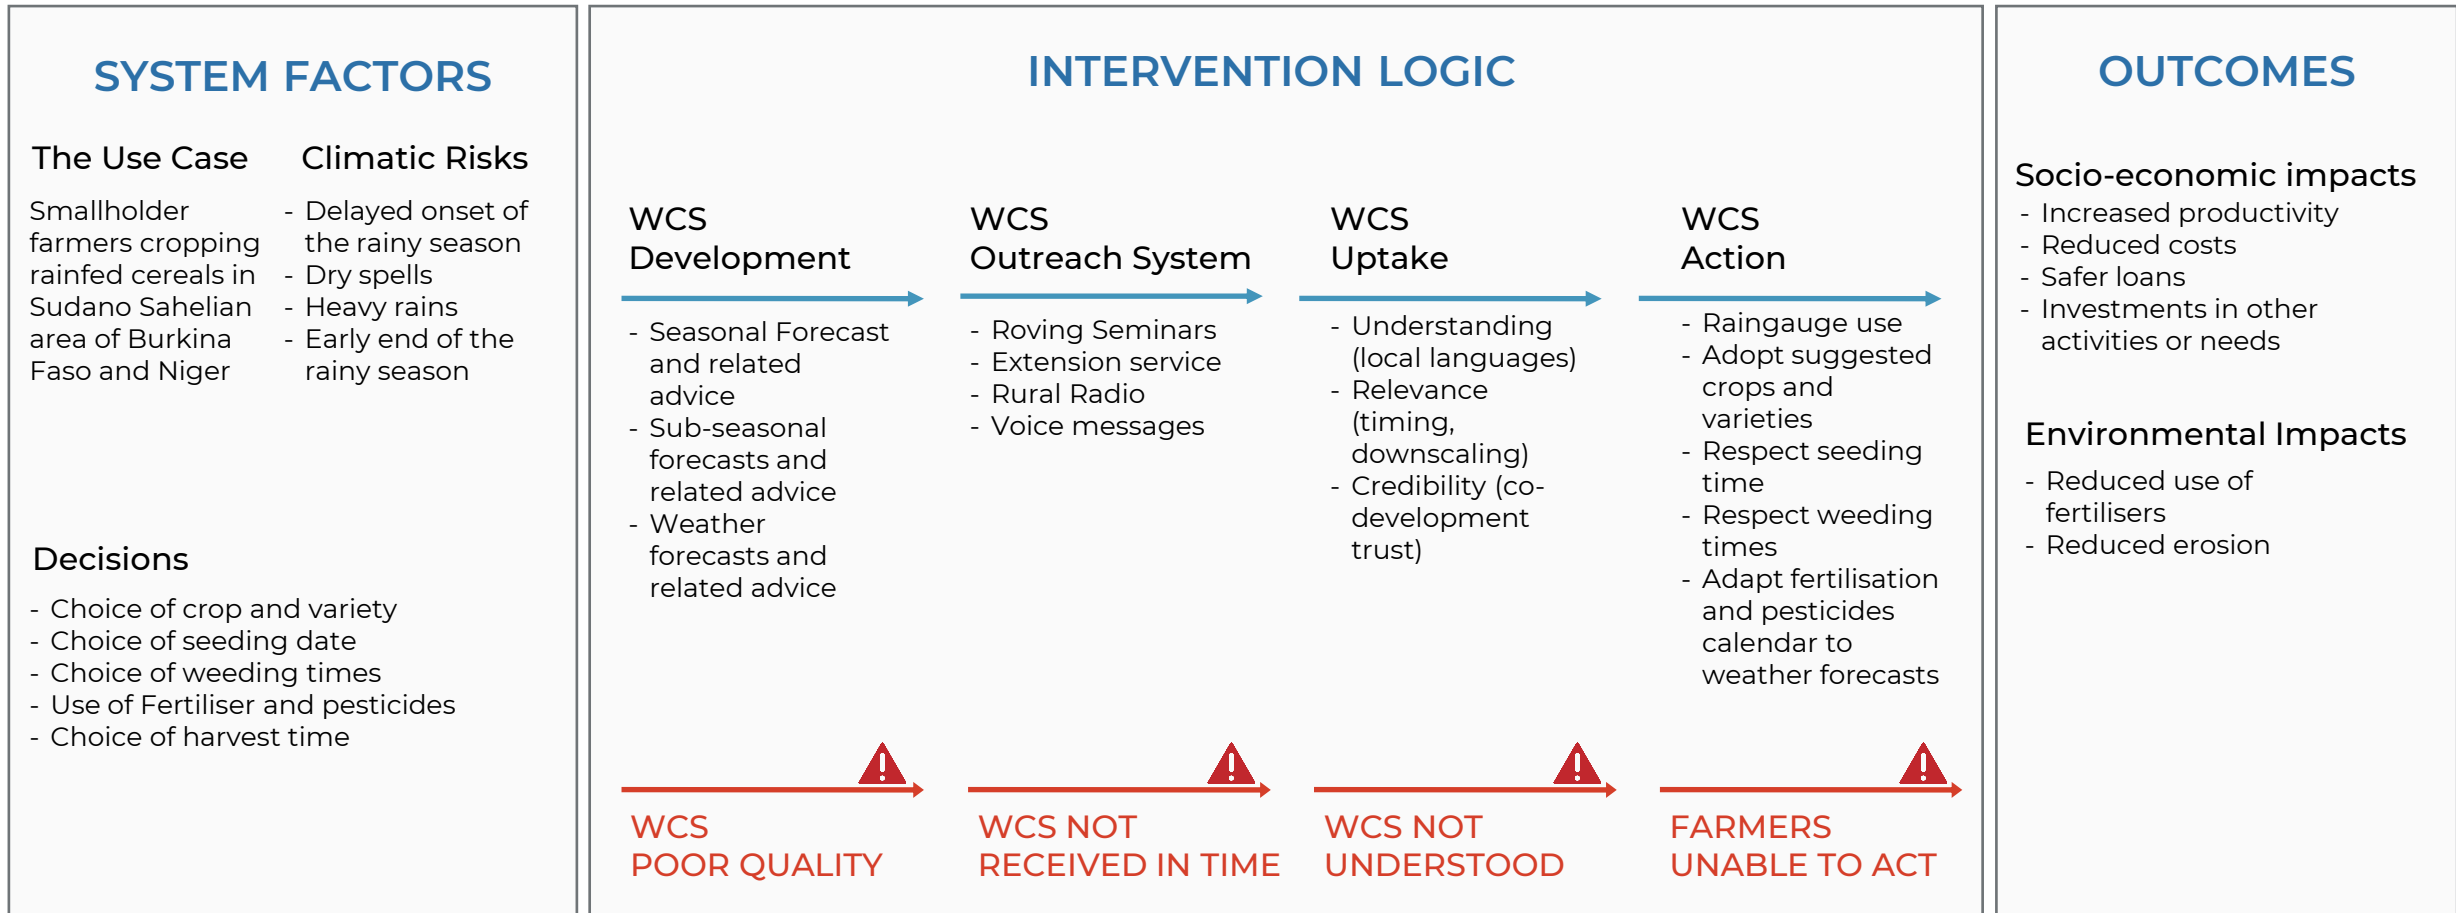 SYSTEM FACTORS
The Use Case
Smallholder
farmers cropping
rainfed cereals in
Sudano Sahelian
area of Burkina
Faso and Niger
Climatic Risks
- Delayed onset of
the rainy season
- Dry spells
- Heavy rains
- Early end of the
rainy season
Decisions
- Choice of crop and variety
- Choice of seeding date
- Choice of weeding times
- Use of Fertiliser and pesticides
- Choice of harvest time
INTERVENTION LOGIC
WCS
Development
- Seasonal Forecast
and related
advice
- Sub-seasonal
forecasts and
related advice
- Weather
forecasts and
related advice
WCS
POOR QUALITY
WCS
Outreach System
- Roving Seminars
- Extension service
- Rural Radio
- Voice messages
WCS NOT
RECEIVED IN TIME
WCS
Uptake
- Understanding
(local languages)
- Relevance
(timing,
downscaling)
- Credibility (co-
development
trust)
WCS NOT
UNDERSTOOD
WCS
Action
- Raingauge use
- Adopt suggested
crops and
varieties
- Respect seeding
time
- Respect weeding
times
- Adapt fertilisation
and pesticides
calendar to
weather forecasts
FARMERS
UNABLE TO ACT
OUTCOMES
Socio-economic impacts
- Increased productivity
- Reduced costs
- Safer loans
- Investments in other
activities or needs
Environmental Impacts
- Reduced use of
fertilisers
- Reduced erosion